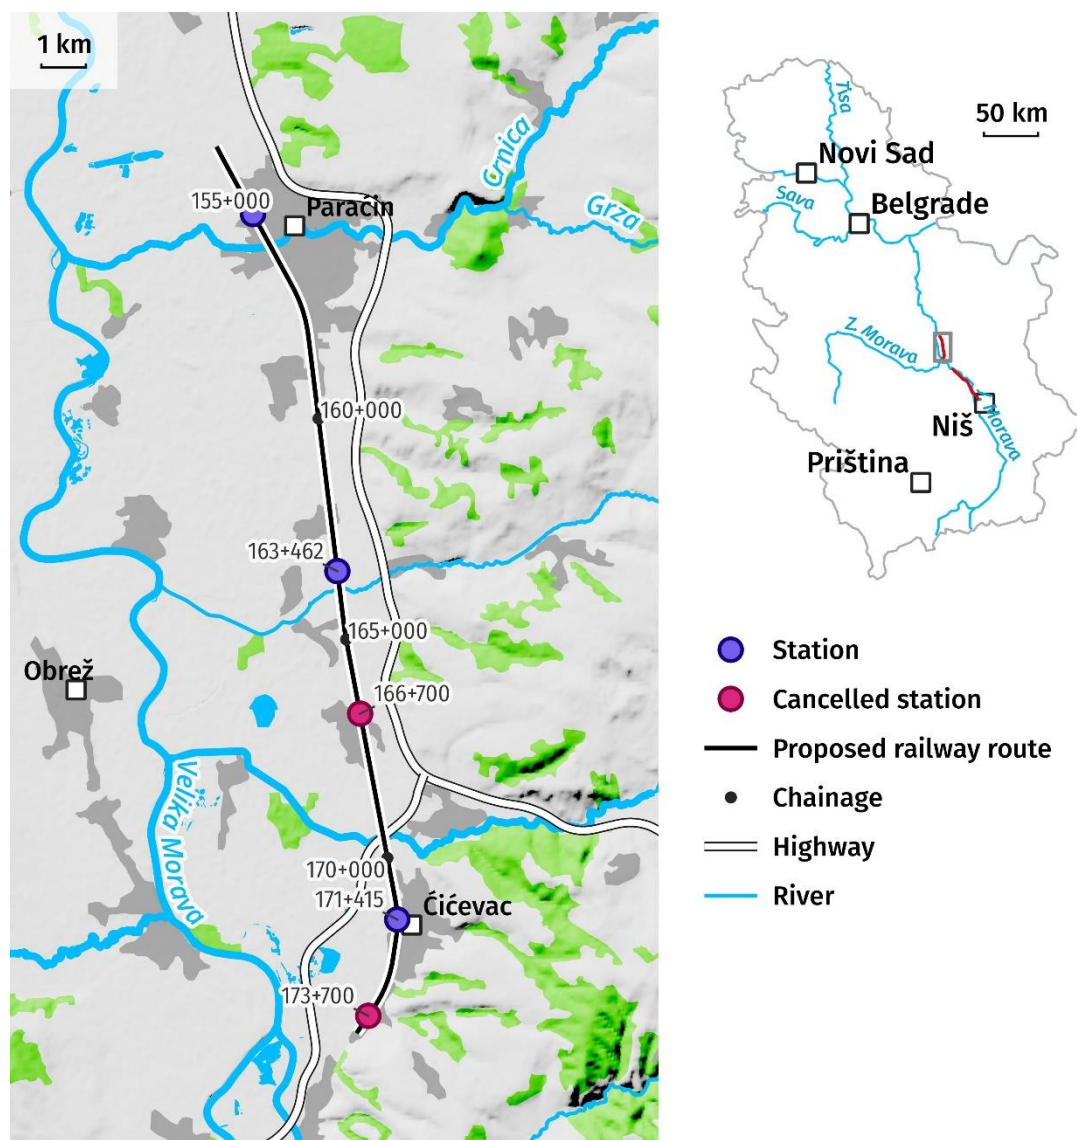 1 km
Crnica
155+000
Paraćin
Grza
160+000
163+462
165+000
Obrež
166+700
Velika Morava
170+000
171+415
Ćićevac
173+700
Tisa
50 km
Novi Sad
Sava
Belgrade
Z. Morava
Niš
J. Morava
Priština
Station
Cancelled station
Proposed railway route
Chainage
Highway
River